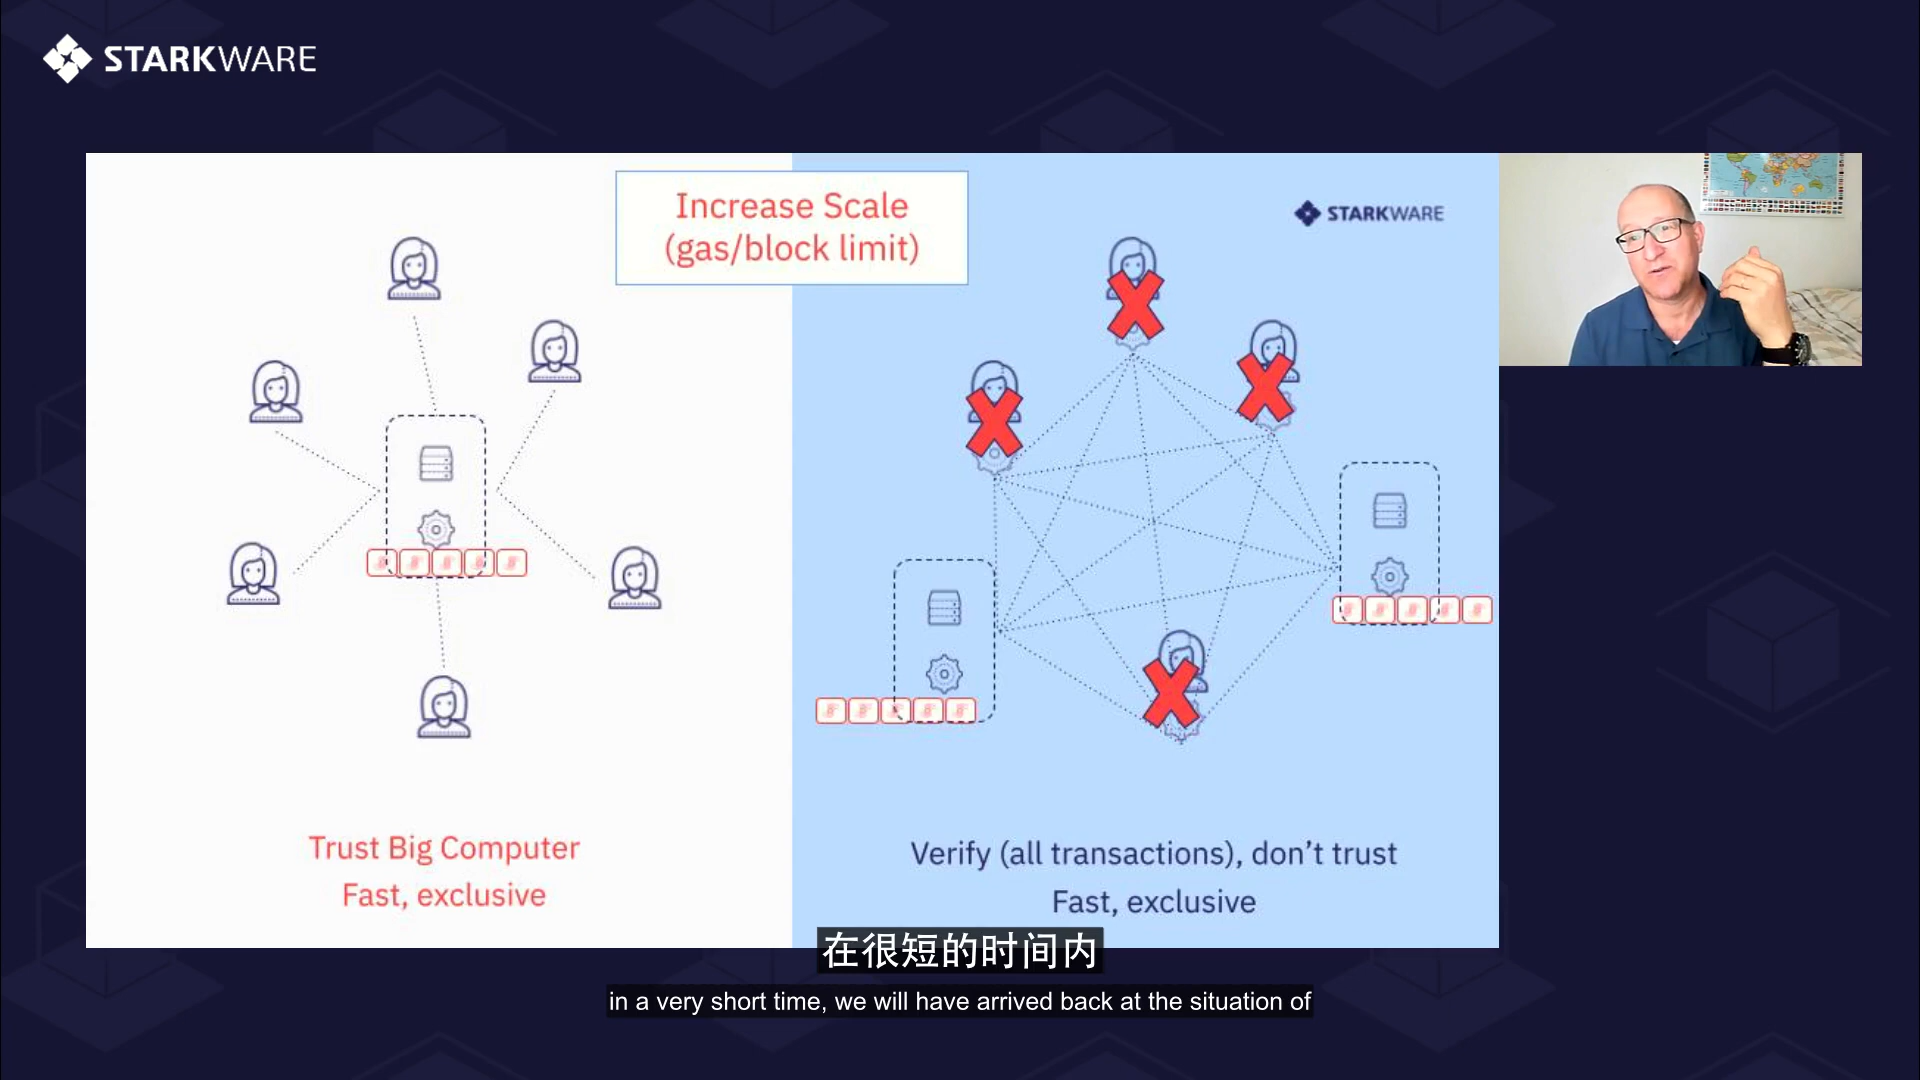 STARKWARE
Increase Scale
(gas/block limit)
STARKWARE
Trust Big Computer
Fast, exclusive
Verify (all transactions), don't trust
Fast, exclusive
在很短的时间内
in a very short time, we will have arrived back at the situation of